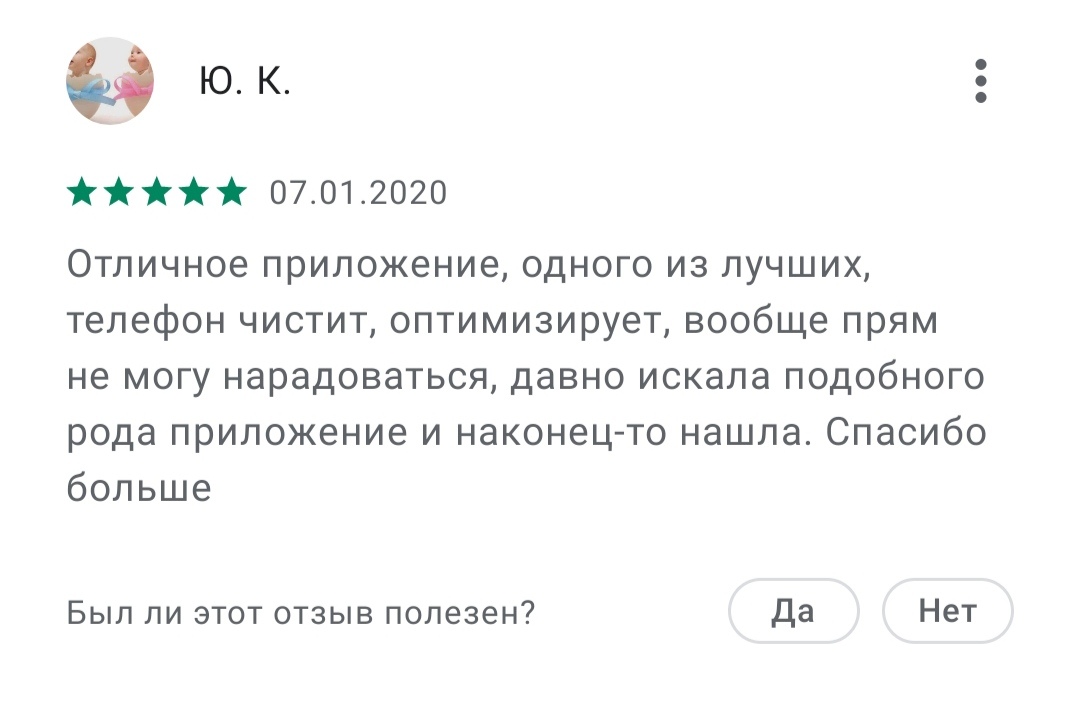 Ю. К.
07.01.2020
Отличное приложение, одного из лучших,
телефон чистит, оптимизирует, вообще прям
не могу нарадоваться, давно искала подобного
рода приложение и наконец-то нашла. Спасибо
больше
Был ли этот отзыв полезен?
Да
Нет